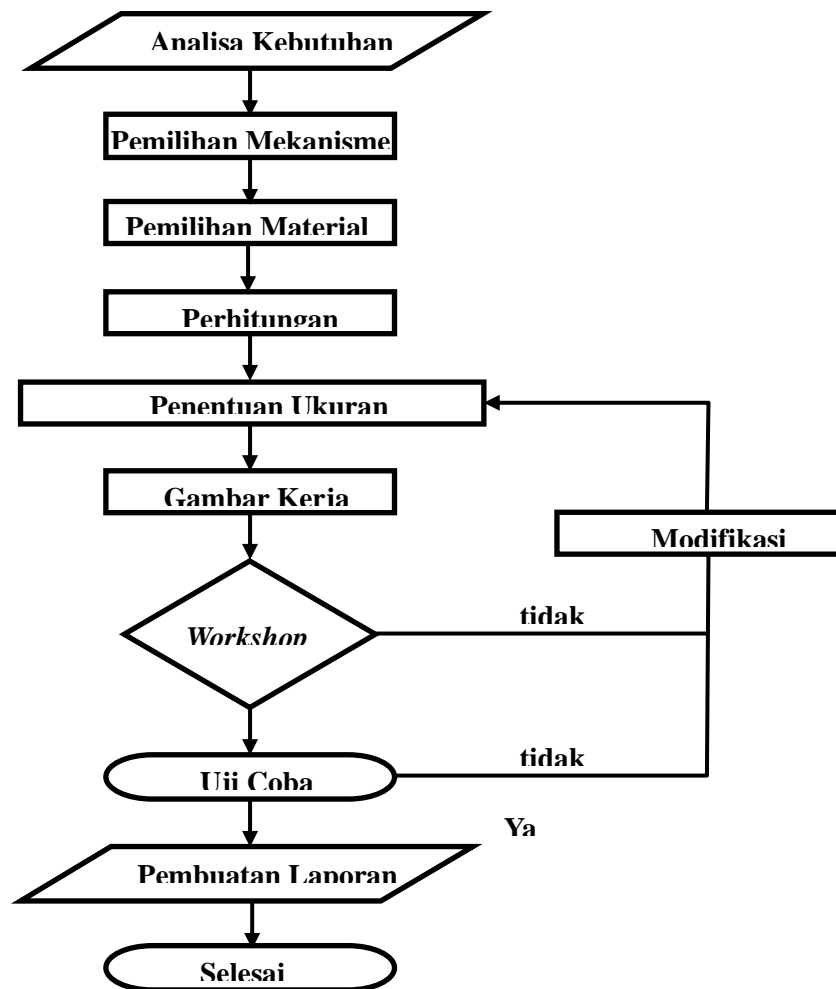 Analisa Kebutuhan
Pemilihan Mekanisme
Pemilihan Material
Perhitungan
Penentuan Ukuran
Gambar Kerja
Modifikasi
Workshop
tidak
Uji Coba
tidak
Ya
Pembuatan Laporan
Selesai